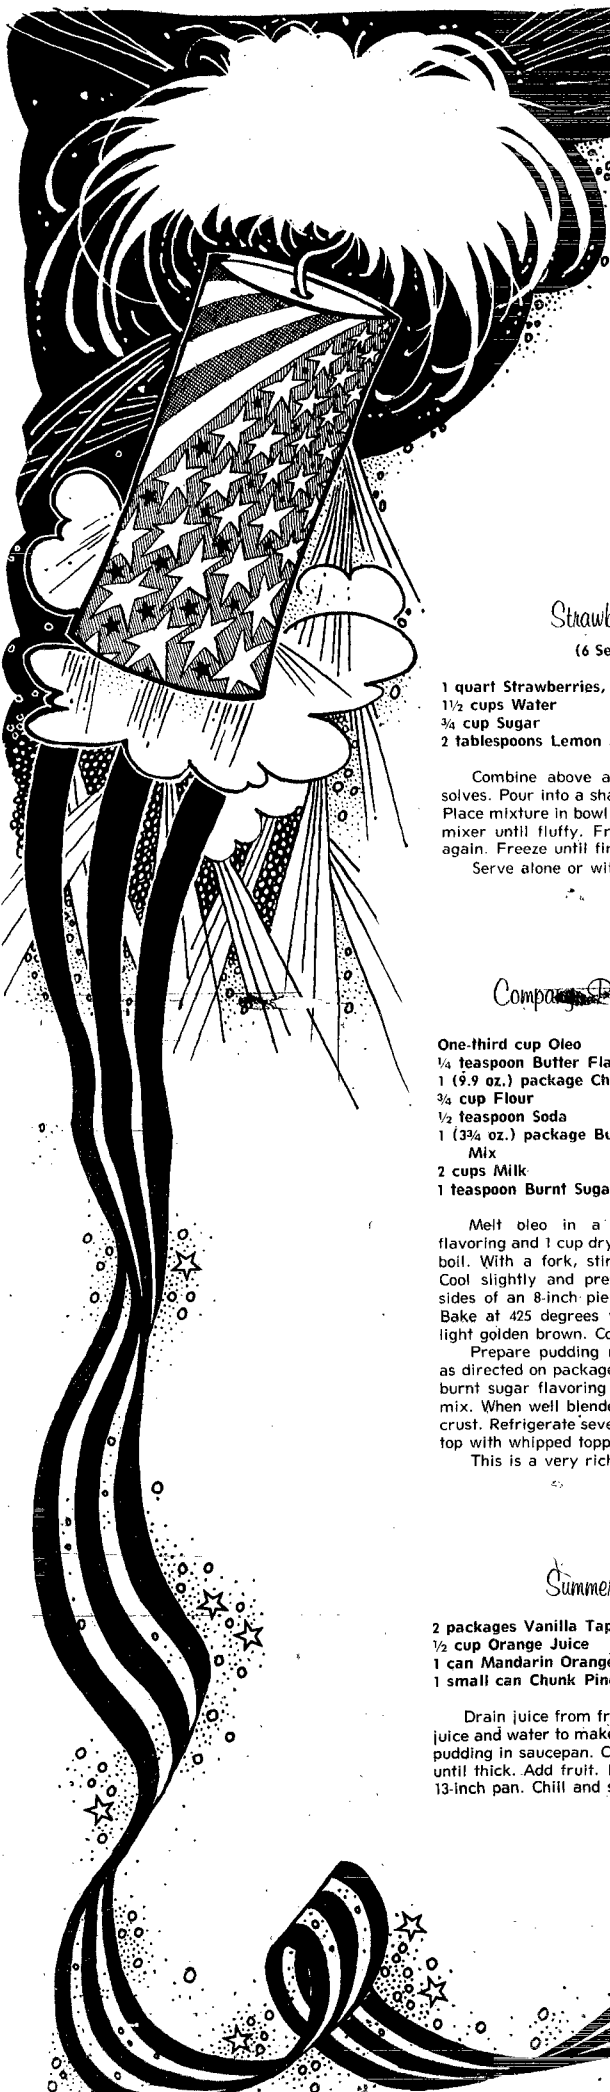 Strawb
(6 Se
1 quart Strawberries,
1½ cups Water
¾ cup Sugar
2 tablespoons Lemon
Combine above a
solves. Pour into a sha
Place mixture in bowl
mixer until fluffy. Fr
again. Freeze until fir
Serve alone or wit
One-third cup Oleo
¼ teaspoon Butter Fla
1 (9.9 oz.) package Ch
¾ cup Flour
½ teaspoon Soda
1 (3¾ oz.) package Bu
Mix
2 cups Milk
1 teaspoon Burnt Suga
Melt oleo in a
flavoring and 1 cup dry
boil. With a fork, stir
Cool slightly and pre
sides of an 8-inch pie
Bake at 425 degrees
light golden brown. Co
Prepare pudding
as directed on package
burnt sugar flavoring
mix. When well blende
crust. Refrigerate seve
top with whipped topp
This is a very rich
Summer
2 packages Vanilla Tap
½ cup Orange Juice
1 can Mandarin Orange
1 small can Chunk Pine
Drain juice from fr
juice and water to make
pudding in saucepan. C
until thick. Add fruit.
13-inch pan. Chill and s